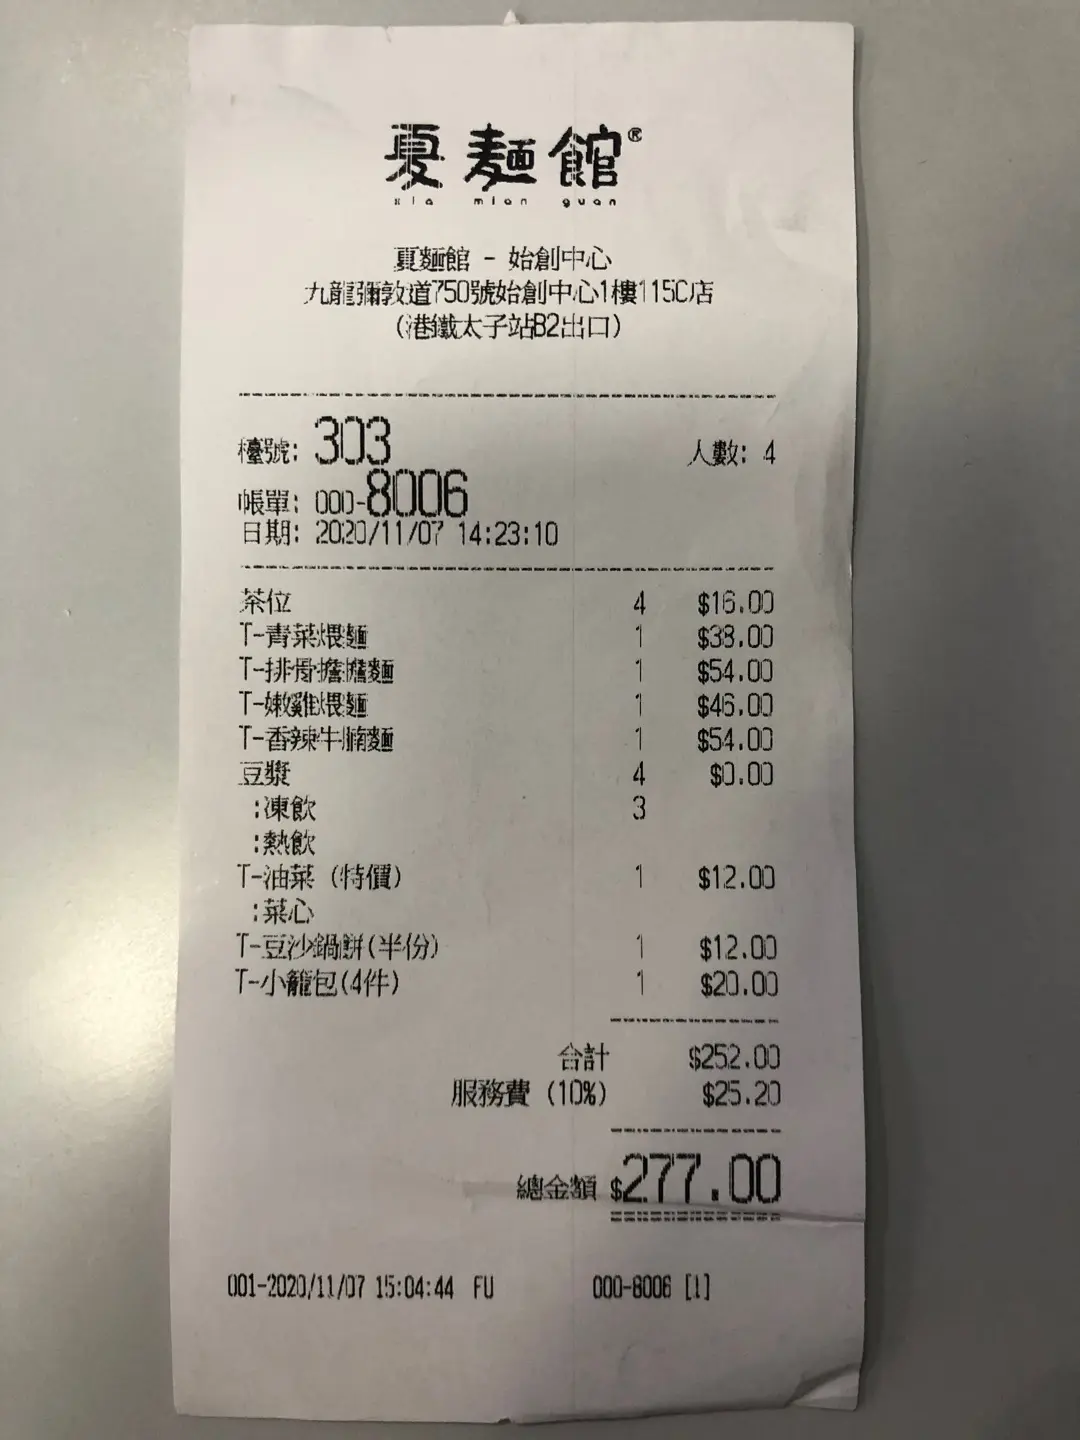 夏麵館®
xia mian guan
夏麵館 - 始創中心
九龍彌敦道750號始創中心1樓115C店
(港鐵太子站B2出口)
檯號: 303 人數: 4
帳單: 000-8006
日期: 2020/11/07 14:23:10
茶位 4 $16.00
T-青菜煨麵 1 $38.00
T-排骨擔擔麵 1 $54.00
T-嫩雞煨麵 1 $46.00
T-香辣牛腩麵 1 $54.00
豆漿 4 $0.00
:凍飲 3
:熱飲
T-油菜 (特價) 1 $12.00
:菜心
T-豆沙鍋餅(半份) 1 $12.00
T-小籠包(4件) 1 $20.00
合計 $252.00
服務費 (10%) $25.20
總金額 $277.00
001-2020/11/07 15:04:44 FU 000-8006 [1]